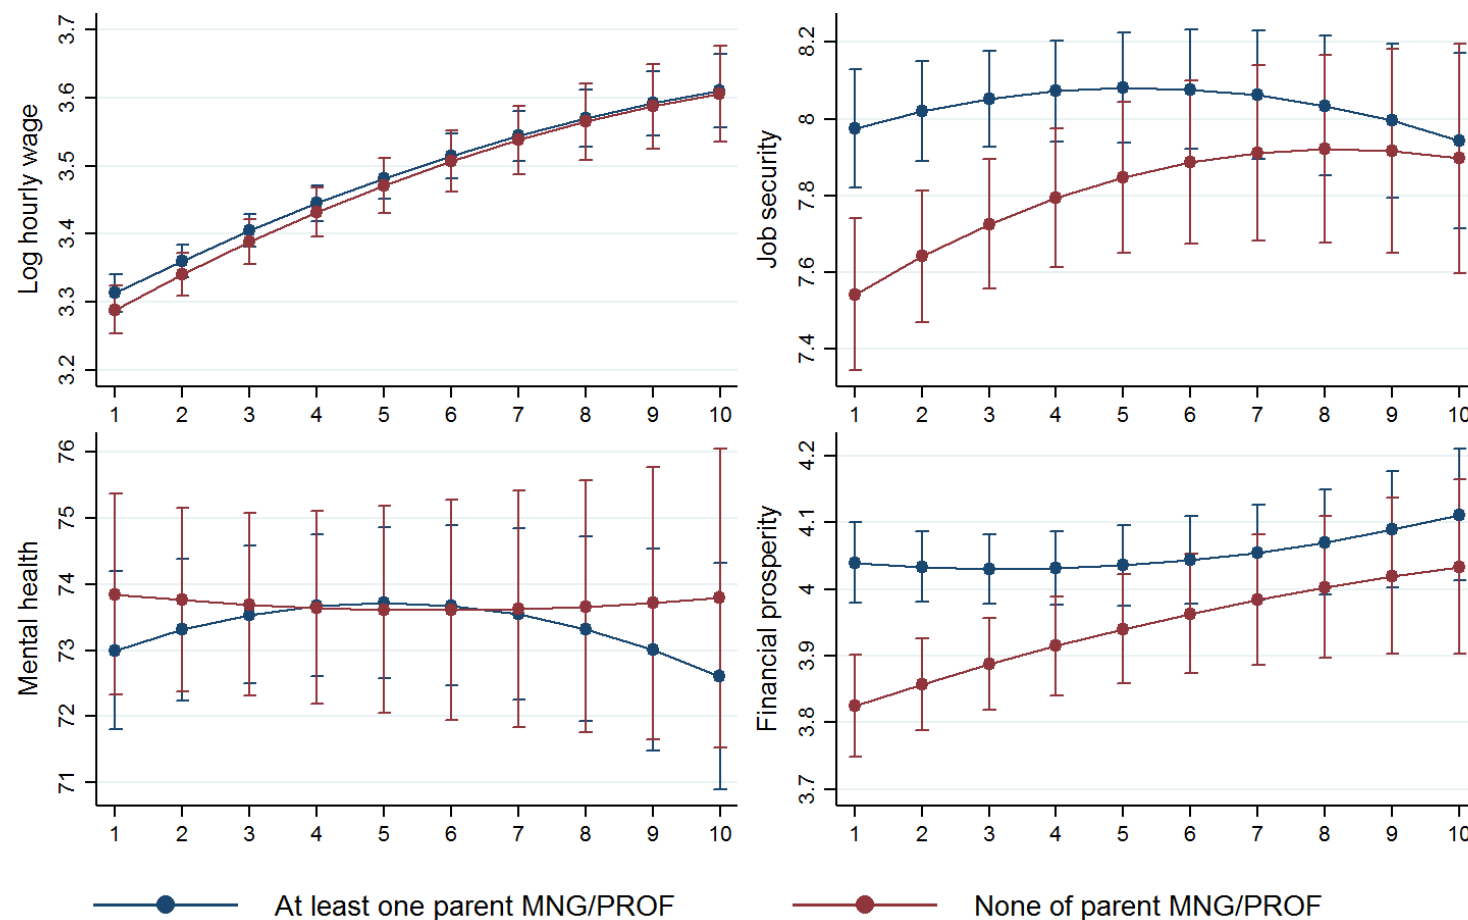 Log hourly wage
3.7
3.6
3.5
3.4
3.3
3.2
1 2 3 4 5 6 7 8 9 10
Job security
8.2
8
7.8
7.6
7.4
1 2 3 4 5 6 7 8 9 10
Mental health
76
75
74
73
72
71
1 2 3 4 5 6 7 8 9 10
Financial prosperity
4.2
4.1
4
3.9
3.8
3.7
1 2 3 4 5 6 7 8 9 10
At least one parent MNG/PROF
None of parent MNG/PROF